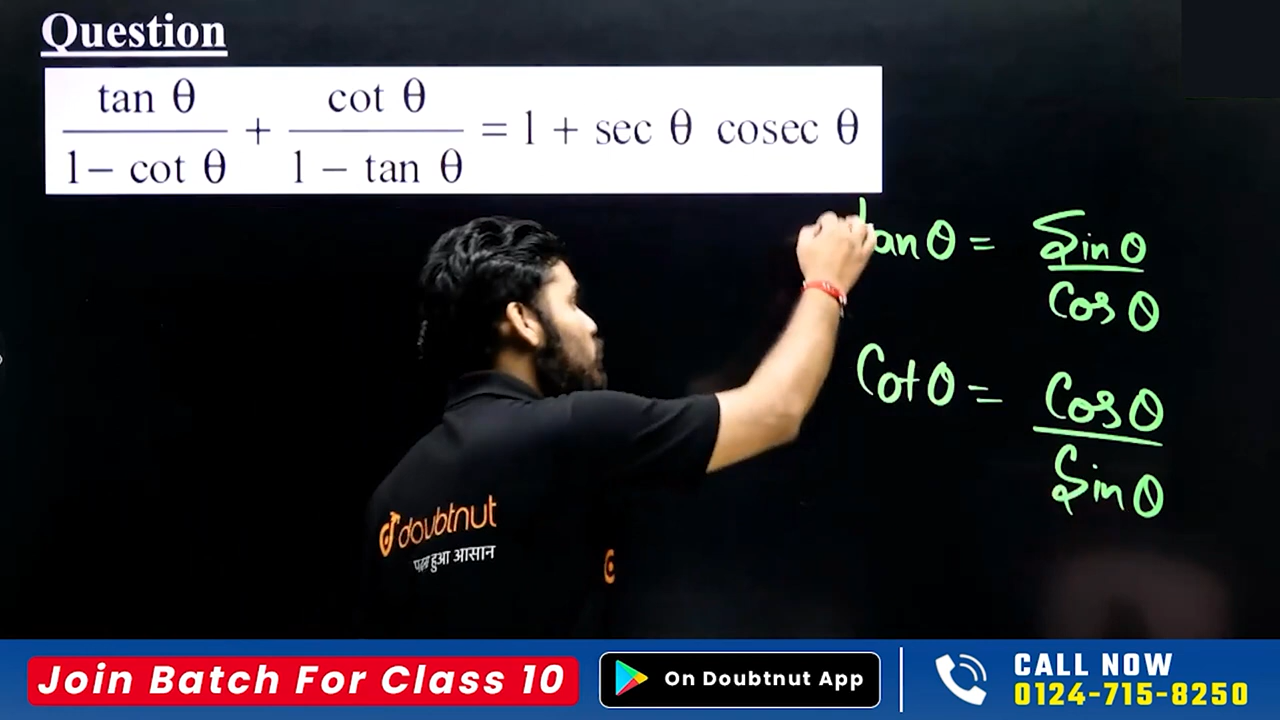 Question
tan θ / 1− cot θ + cot θ / 1 − tan θ = 1 + sec θ cosec θ
tan θ = Sin θ / Cos θ
Cot θ = Cos θ / Sin θ
doubtnut
पढ़ना हुआ आसान
Join Batch For Class 10
On Doubtnut App
CALL NOW
0124-715-8250